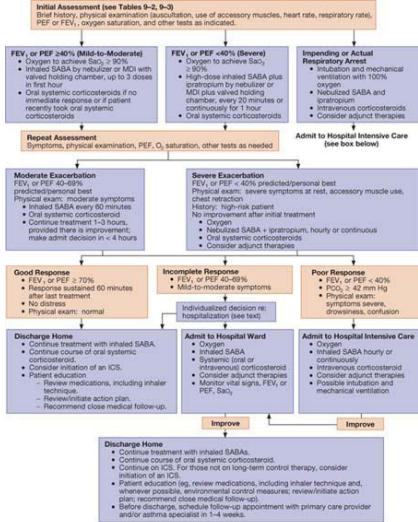 Initial Assessment (see Tables 9–2, 9–3)
Brief history, physical examination (auscultation, use of accessory muscles, heart rate, respiratory rate),
PEF or FEV₁, oxygen saturation, and other tests as indicated.
FEV₁ or PEF ≥40% (Mild-to-Moderate)
• Oxygen to achieve SaO₂ ≥ 90%
• Inhaled SABA by nebulizer or MDI with
valved holding chamber, up to 3 doses
in first hour
• Oral systemic corticosteroids if no
immediate response or if patient
recently took oral systemic
corticosteroids
FEV₁ or PEF <40% (Severe)
• Oxygen to achieve SaO₂
≥90%
• High-dose inhaled SABA plus
ipratropium by nebulizer or
MDI plus valved holding
chamber, every 20 minutes or
continuously for 1 hour
• Oral systemic corticosteroids
Impending or Actual
Respiratory Arrest
• Intubation and mechanical
ventilation with 100%
oxygen
• Nebulized SABA and
ipratropium
• Intravenous corticosteroids
• Consider adjunct therapies
Admit to Hospital Intensive Care
(see box below)
Repeat Assessment
Symptoms, physical examination, PEF, O₂ saturation, other tests as needed
Moderate Exacerbation
FEV₁ or PEF 40–69%
predicted/personal best
Physical exam: moderate symptoms
• Inhaled SABA every 60 minutes
• Oral systemic corticosteroid
• Continue treatment 1–3 hours,
provided there is improvement;
make admit decision in < 4 hours
Severe Exacerbation
FEV₁ or PEF < 40% predicted/personal best
Physical exam: severe symptoms at rest, accessory muscle use,
chest retraction
History: high-risk patient
No improvement after initial treatment
• Oxygen
• Nebulized SABA + ipratropium, hourly or continuous
• Oral systemic corticosteroids
• Consider adjunct therapies
Good Response
• FEV₁ or PEF ≥ 70%
• Response sustained 60 minutes
after last treatment
• No distress
• Physical exam: normal
Incomplete Response
• FEV₁ or PEF 40–69%
• Mild-to-moderate symptoms
Individualized decision re:
hospitalization (see text)
Poor Response
• FEV₁ or PEF < 40%
• PCO₂ ≥ 42 mm Hg
• Physical exam:
symptoms severe,
drowsiness, confusion
Discharge Home
• Continue treatment with inhaled SABA.
• Continue course of oral systemic
corticosteroid.
• Consider initiation of an ICS.
• Patient education
– Review medications, including inhaler
technique.
– Review/initiate action plan.
– Recommend close medical follow-up.
Admit to Hospital Ward
• Oxygen
• Inhaled SABA
• Systemic (oral or
intravenous) corticosteroid
• Consider adjunct therapies
• Monitor vital signs, FEV₁ or
PEF, SaO₂
Admit to Hospital Intensive Care
• Oxygen
• Inhaled SABA hourly or
continuously
• Intravenous corticosteroid
• Consider adjunct therapies
• Possible intubation and
mechanical ventilation
Improve
Improve
Discharge Home
• Continue treatment with inhaled SABAs.
• Continue course of oral systemic corticosteroid.
• Continue on ICS. For those not on long-term control therapy, consider
initiation of an ICS.
• Patient education (eg, review medications, including inhaler technique and,
whenever possible, environmental control measures; review/initiate action
plan; recommend close medical follow-up).
• Before discharge, schedule follow-up appointment with primary care provider
and/or asthma specialist in 1–4 weeks.